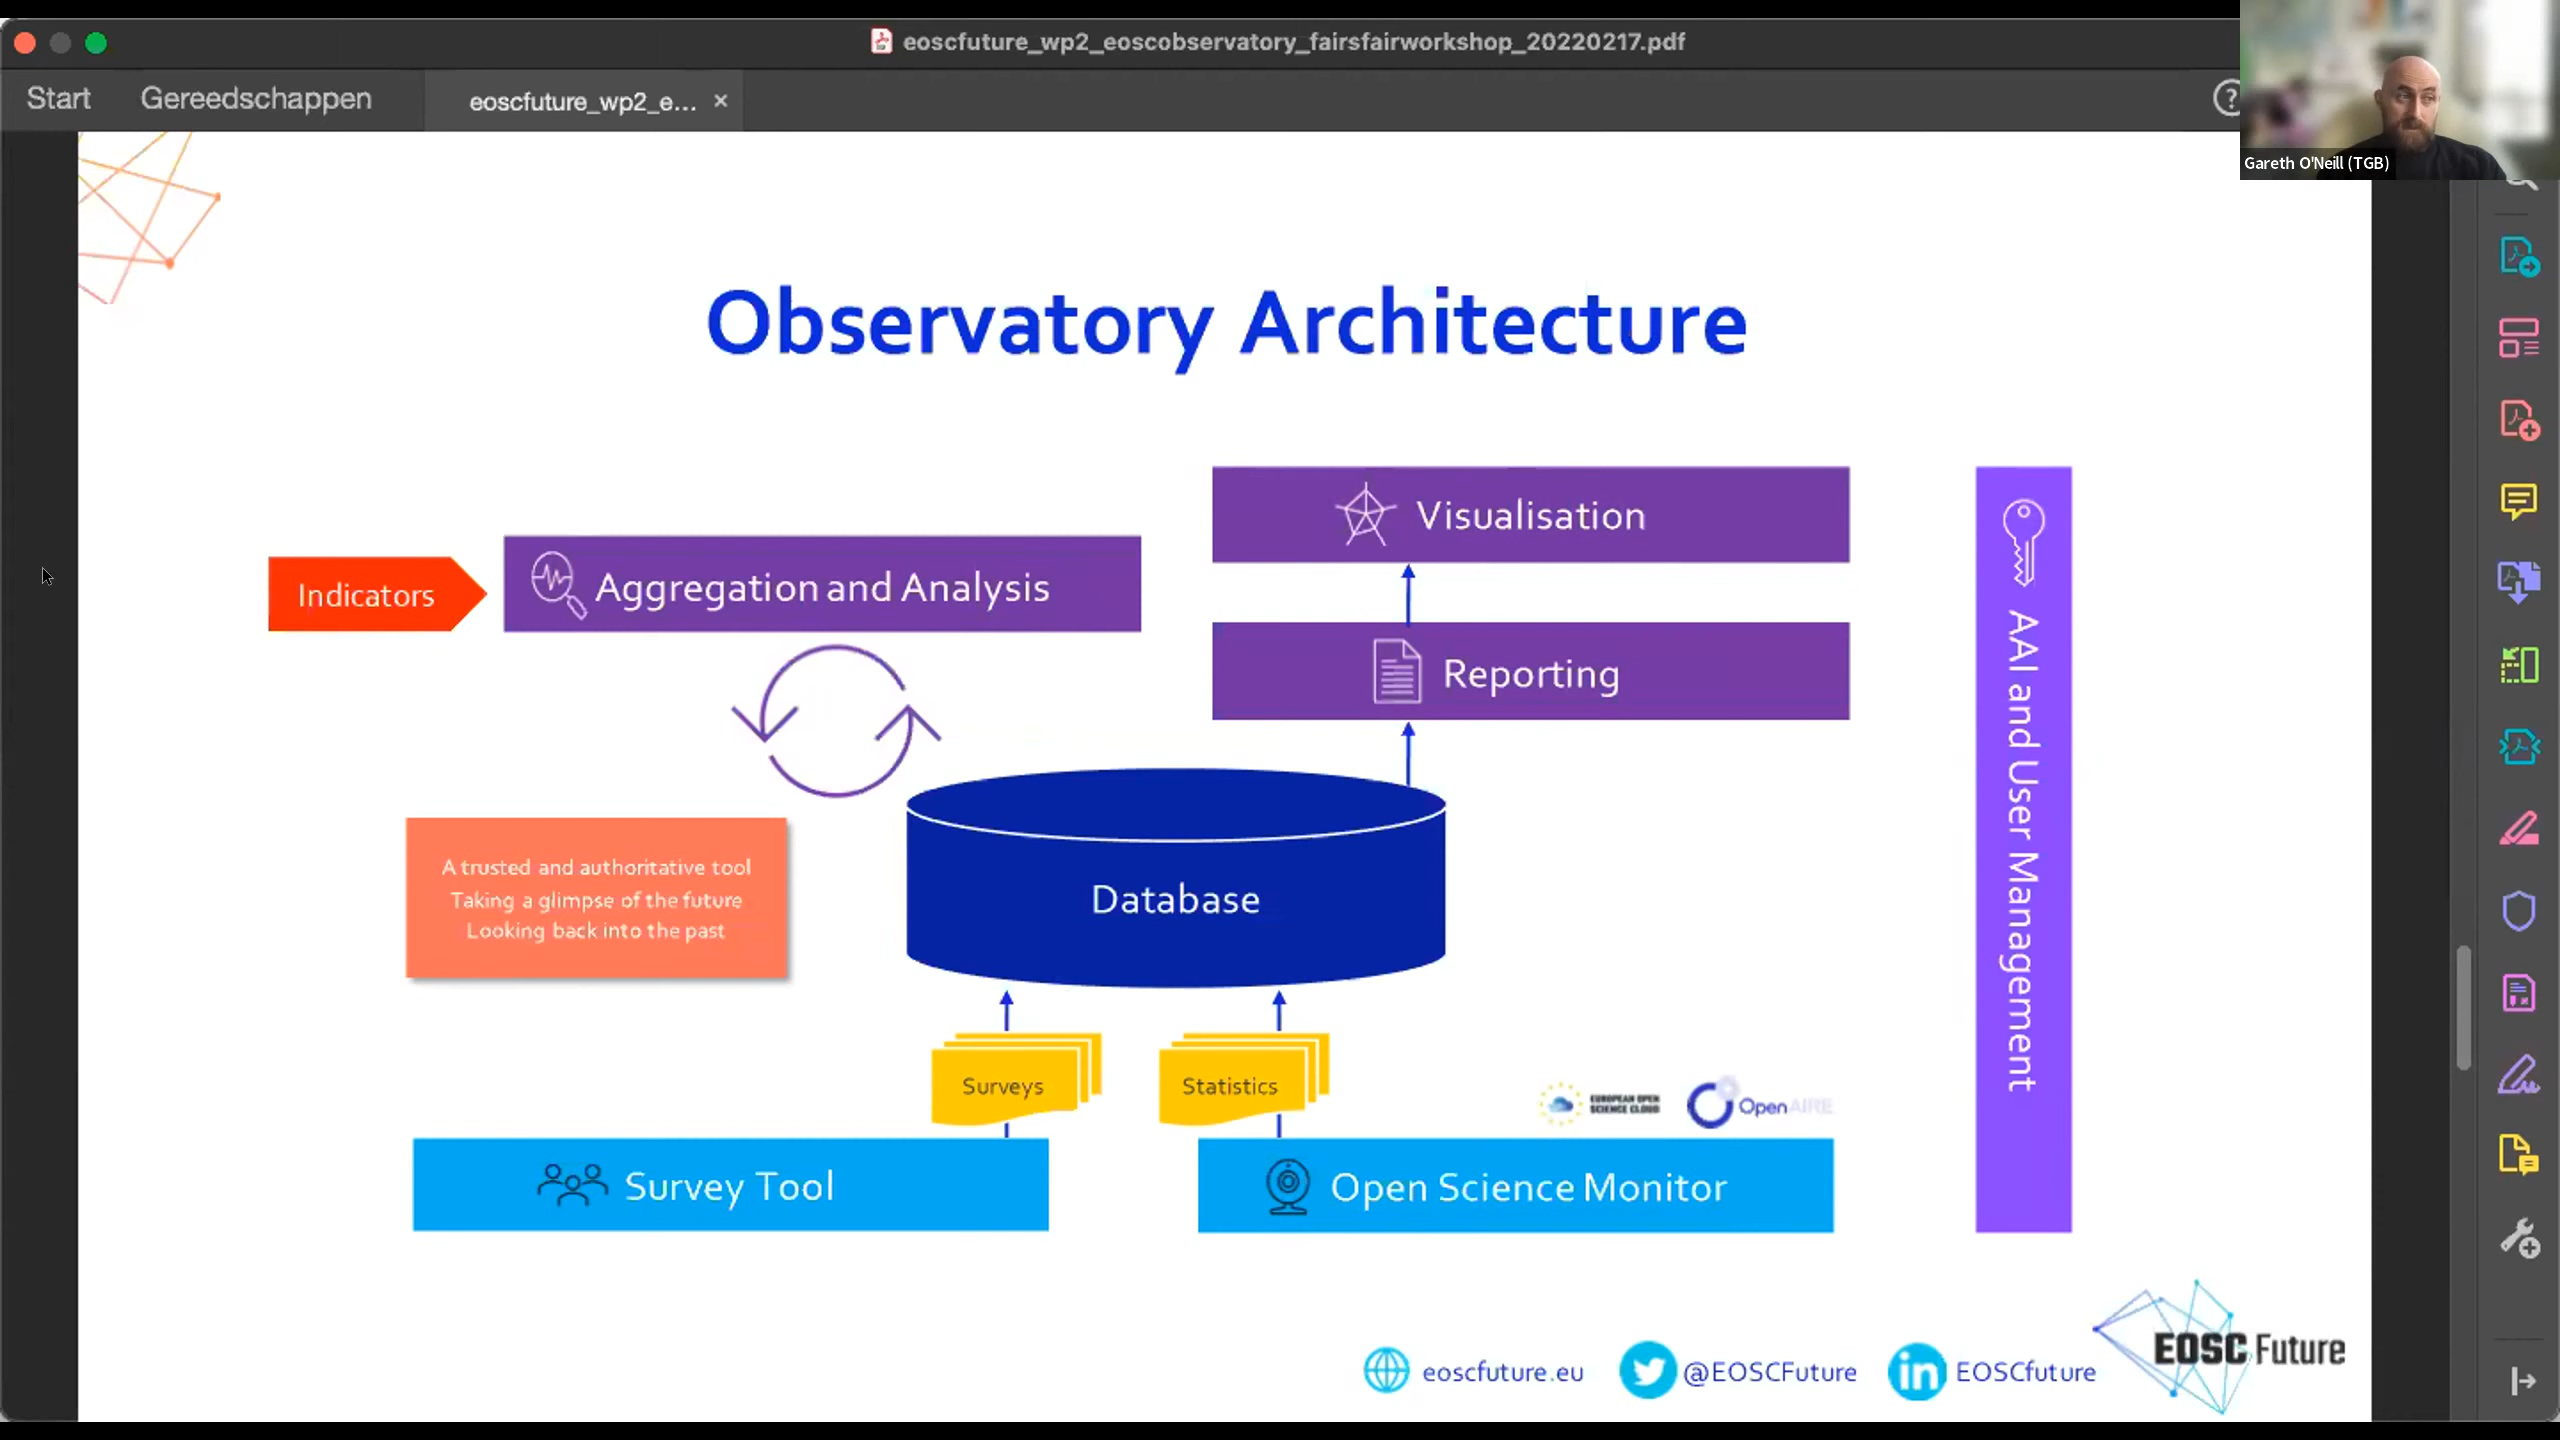 eoscfuture_wp2_eoscobservatory_fairsfairworkshop_20220217.pdf
Start
Gereedschappen
eoscfuture_wp2_e...
Gareth O'Neill (TGB)
Observatory Architecture
Visualisation
Indicators
Aggregation and Analysis
Reporting
AAI and User Management
A trusted and authoritative tool
Taking a glimpse of the future
Looking back into the past
Database
Surveys
Statistics
EUROPEAN OPEN
SCIENCE CLOUD
OpenAIRE
Survey Tool
Open Science Monitor
eoscfuture.eu
@EOSCFuture
EOSCfuture
EOSC Future